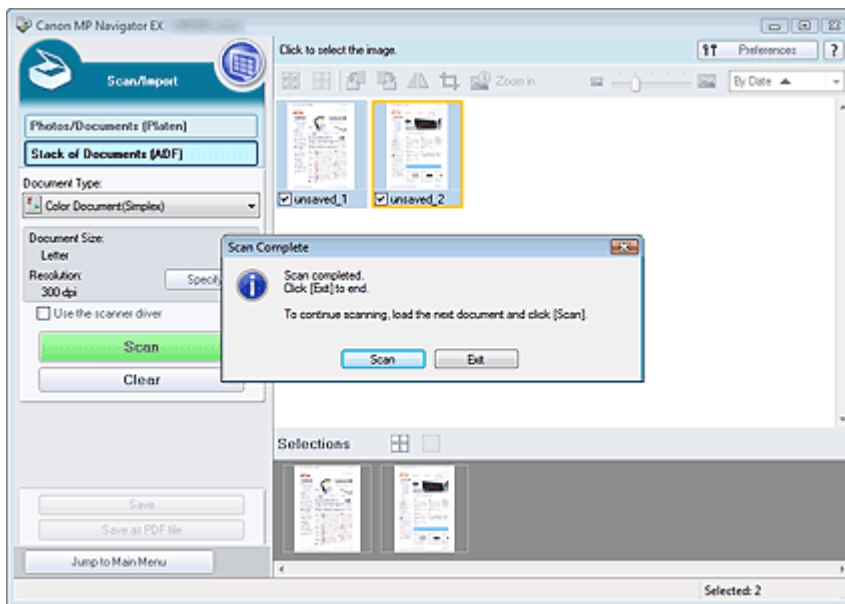 Canon MP Navigator EX
Scan/Import
Click to select the image.
Preferences
?
Zoom in
By Date
Photos/Documents (Platen)
Stack of Documents (ADF)
unsaved_1
unsaved_2
Document Type:
Color Document(Simplex)
Document Size:
Letter
Resolution:
300 dpi
Specify
Use the scanner driver
Scan
Clear
Scan Complete
Scan completed.
Click [Exit] to end.
To continue scanning, load the next document and click [Scan].
Scan
Exit
Selections
Save
Save as PDF file
Jump to Main Menu
Selected: 2